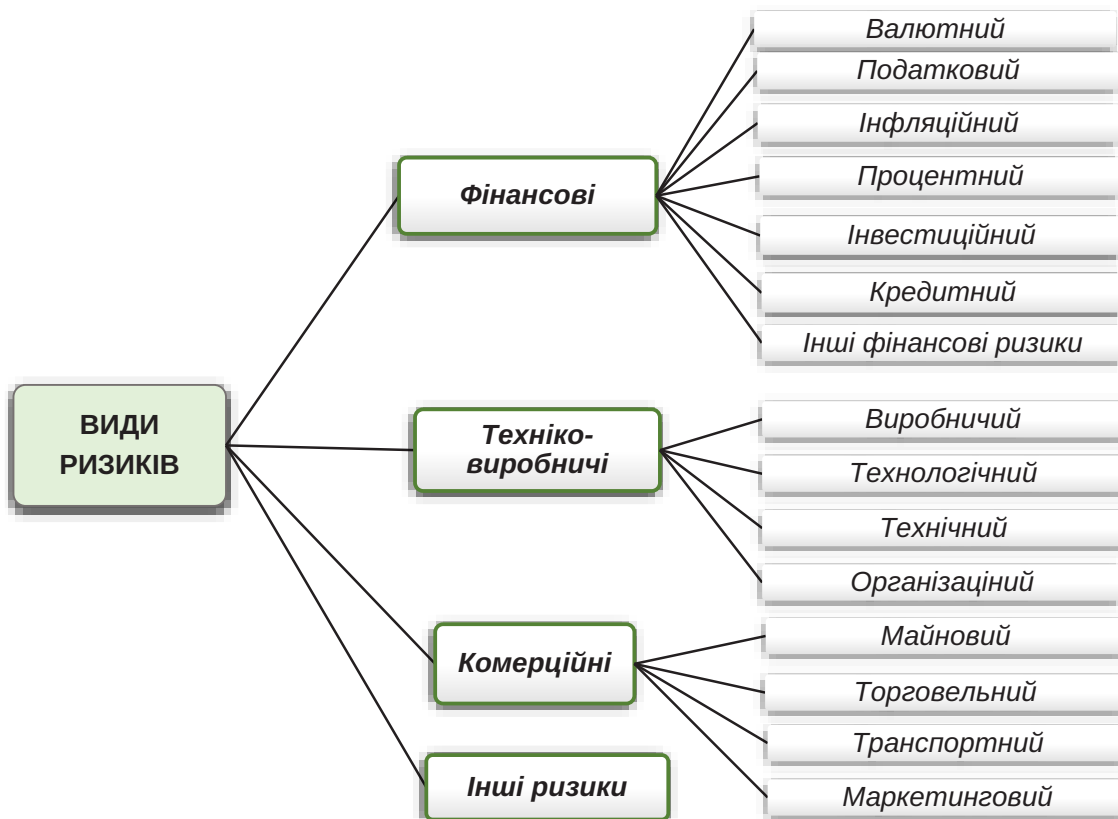 ВИДИ
РИЗИКІВ
Фінансові
Валютний
Податковий
Інфляційний
Процентний
Інвестиційний
Кредитний
Інші фінансові ризики
Техніко-
виробничі
Виробничий
Технологічний
Технічний
Організаціний
Комерційні
Майновий
Торговельний
Транспортний
Маркетинговий
Інші ризики